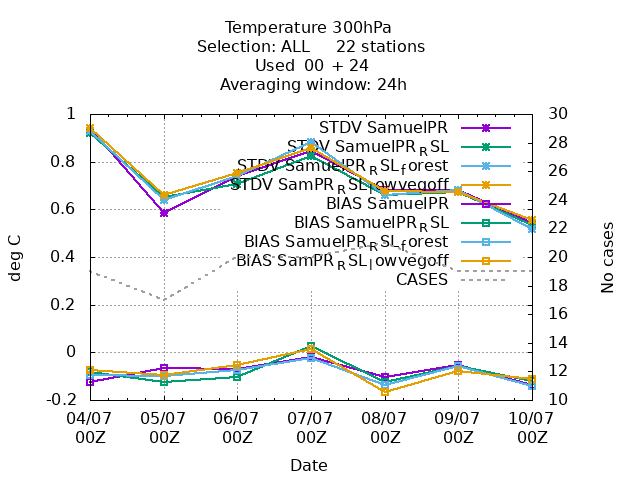 Temperature 300hPa
Selection: ALL 22 stations
Used 00 + 24
Averaging window: 24h
1 30
STDV SamuelPR
28
STDV SamuelPR_RSL
0.8 26
STDV SamuelPR_RSL_forest
STDV SamPR_RSL_lowvegoff
24
BIAS SamuelPR
0.6
BIAS SamuelPR_RSL
22
BIAS SamuelPR_RSL_forest
deg C 0.4 20 No cases
BIAS SamPR_RSL_lowvegoff
CASES
18
0.2 16
14
0 12
-0.2 10
04/07 05/07 06/07 07/07 08/07 09/07 10/07
00Z 00Z 00Z 00Z 00Z 00Z 00Z
Date